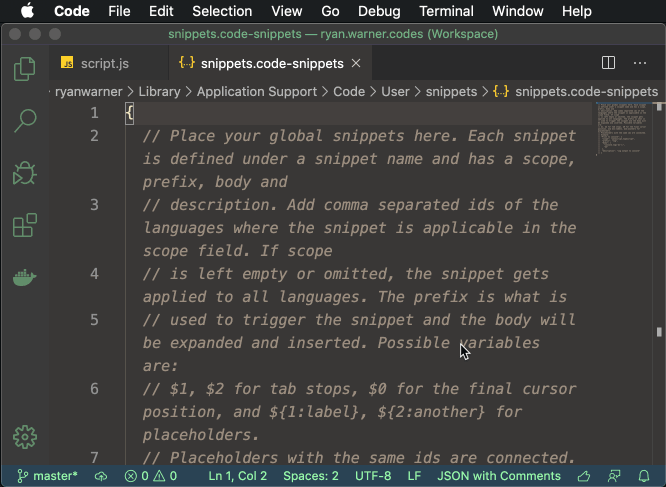 Code File Edit Selection View Go Debug Terminal Window Help
snippets.code-snippets — ryan.warner.codes (Workspace)
JS script.js {..} snippets.code-snippets × ...
ryanwarner > Library > Application Support > Code > User > snippets > {..} snippets.code-snippets
1 {
2 // Place your global snippets here. Each snippet
is defined under a snippet name and has a scope,
prefix, body and
3 // description. Add comma separated ids of the
languages where the snippet is applicable in the
scope field. If scope
4 // is left empty or omitted, the snippet gets
applied to all languages. The prefix is what is
5 // used to trigger the snippet and the body will
be expanded and inserted. Possible variables
are:
6 // $1, $2 for tab stops, $0 for the final cursor
position, and ${1:label}, ${2:another} for
placeholders.
7 // Placeholders with the same ids are connected.
master* 0 0 Ln 1, Col 2 Spaces: 2 UTF-8 LF JSON with Comments